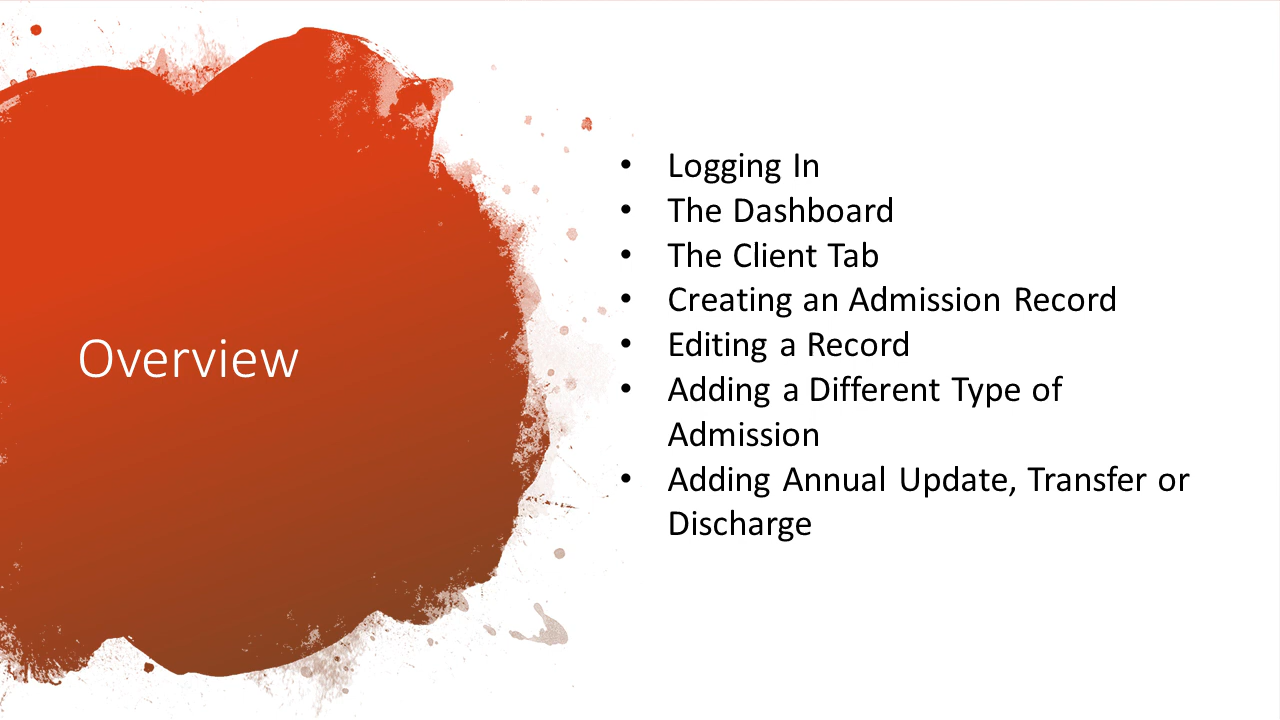 Overview
• Logging In
• The Dashboard
• The Client Tab
• Creating an Admission Record
• Editing a Record
• Adding a Different Type of
Admission
• Adding Annual Update, Transfer or
Discharge